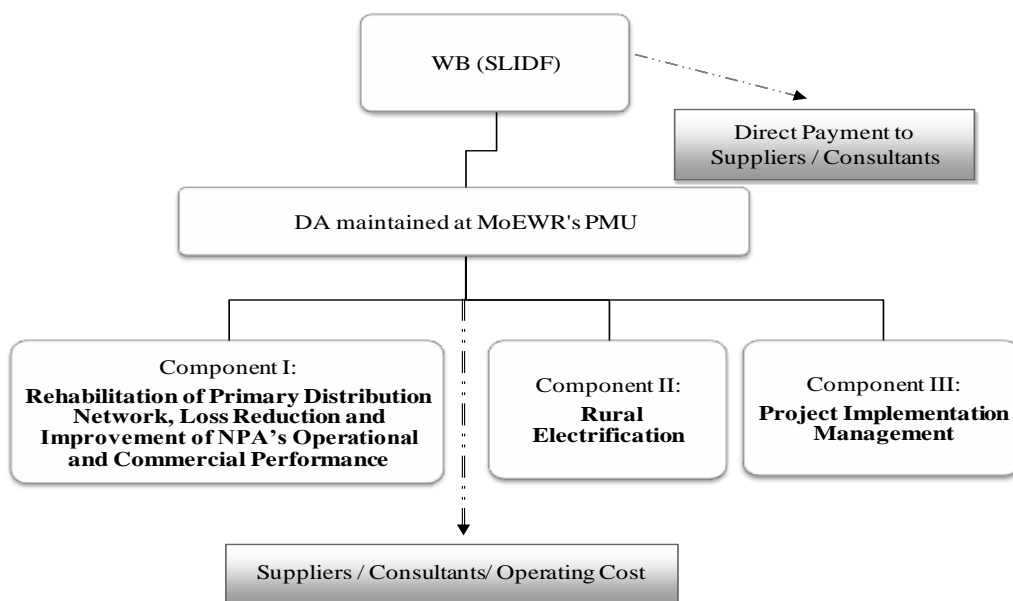 WB (SLIDF)
Direct Payment to
Suppliers / Consultants
DA maintained at MoEWR's PMU
Component I:
Rehabilitation of Primary Distribution
Network, Loss Reduction and
Improvement of NPA’s Operational
and Commercial Performance
Component II:
Rural
Electrification
Component III:
Project Implementation
Management
Suppliers / Consultants/ Operating Cost